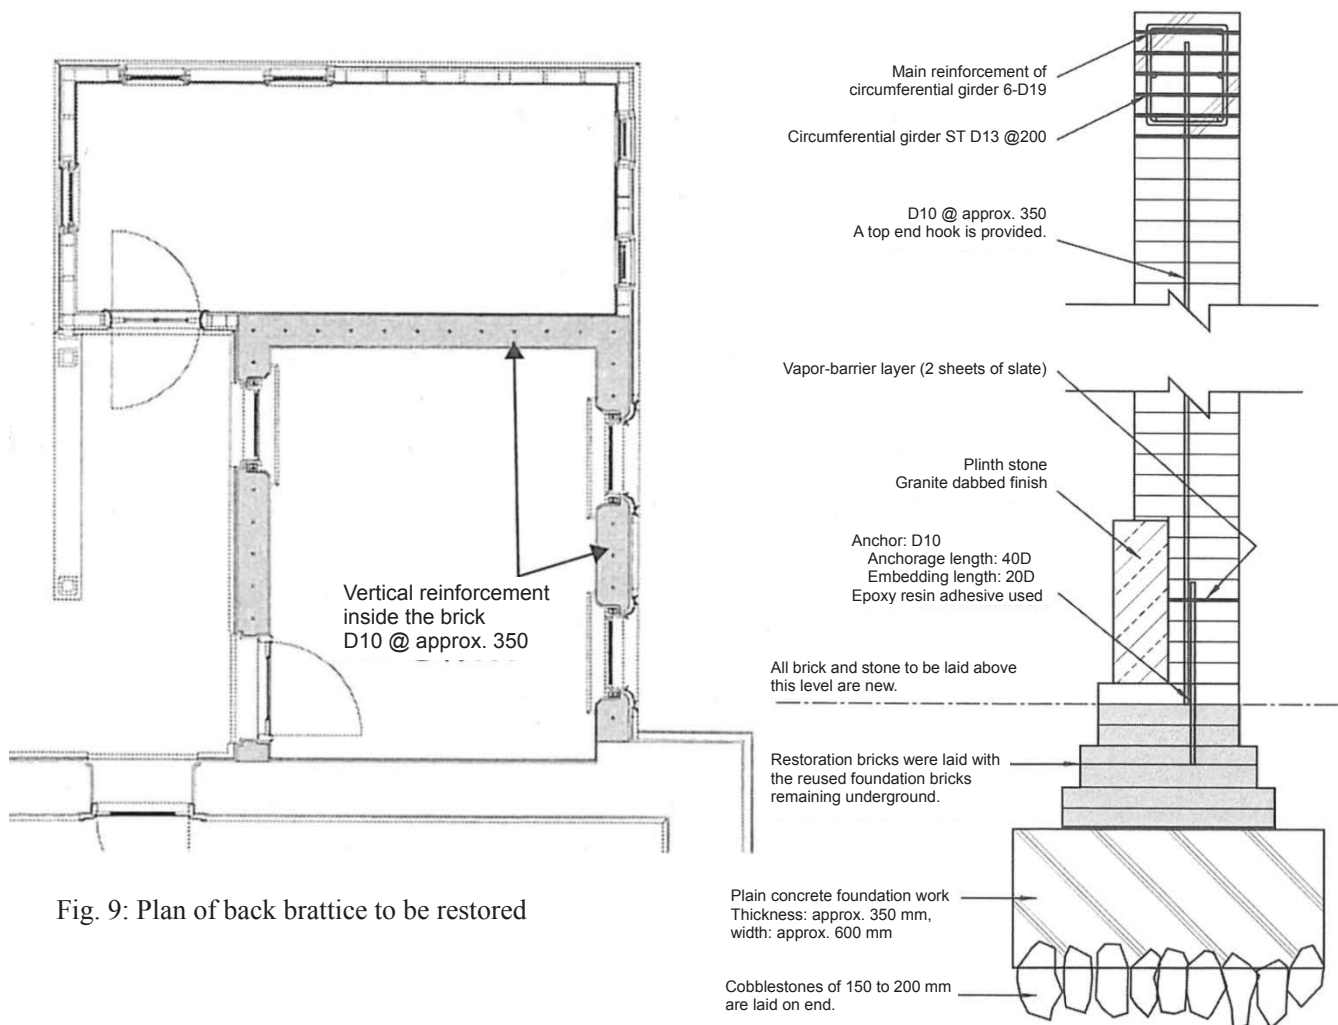 Main reinforcement of
circumferential girder 6-D19
Circumferential girder ST D13 @200
D10 @ approx. 350
A top end hook is provided.
Vapor-barrier layer (2 sheets of slate)
Plinth stone
Granite dabbed finish
Anchor: D10
Anchorage length: 40D
Embedding length: 20D
Epoxy resin adhesive used
All brick and stone to be laid above
this level are new.
Restoration bricks were laid with
the reused foundation bricks
remaining underground.
Plain concrete foundation work
Thickness: approx. 350 mm,
width: approx. 600 mm
Cobblestones of 150 to 200 mm
are laid on end.
Vertical reinforcement
inside the brick
D10 @ approx. 350
Fig. 9: Plan of back brattice to be restored